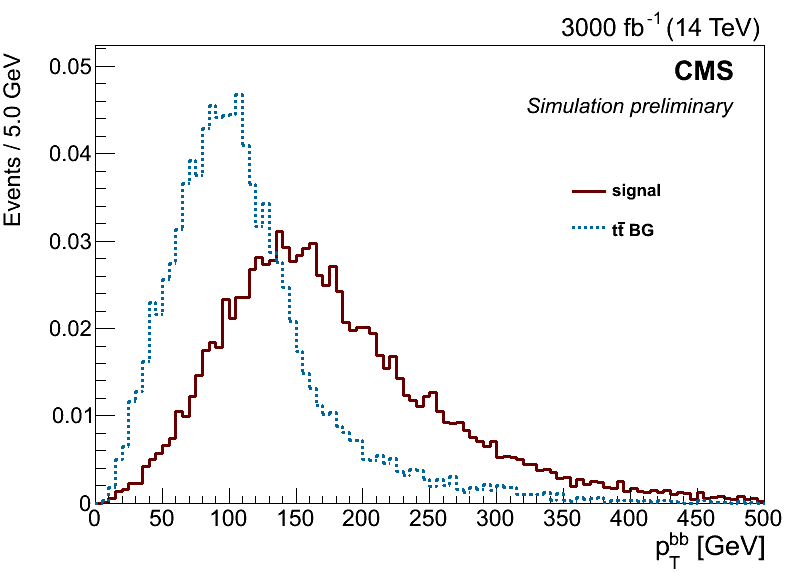 3000 fb⁻¹ (14 TeV)
CMS
Simulation preliminary
signal
tt̄ BG
Events / 5.0 GeV
0.05
0.04
0.03
0.02
0.01
0
0 50 100 150 200 250 300 350 400 450 500
p_T^bb [GeV]